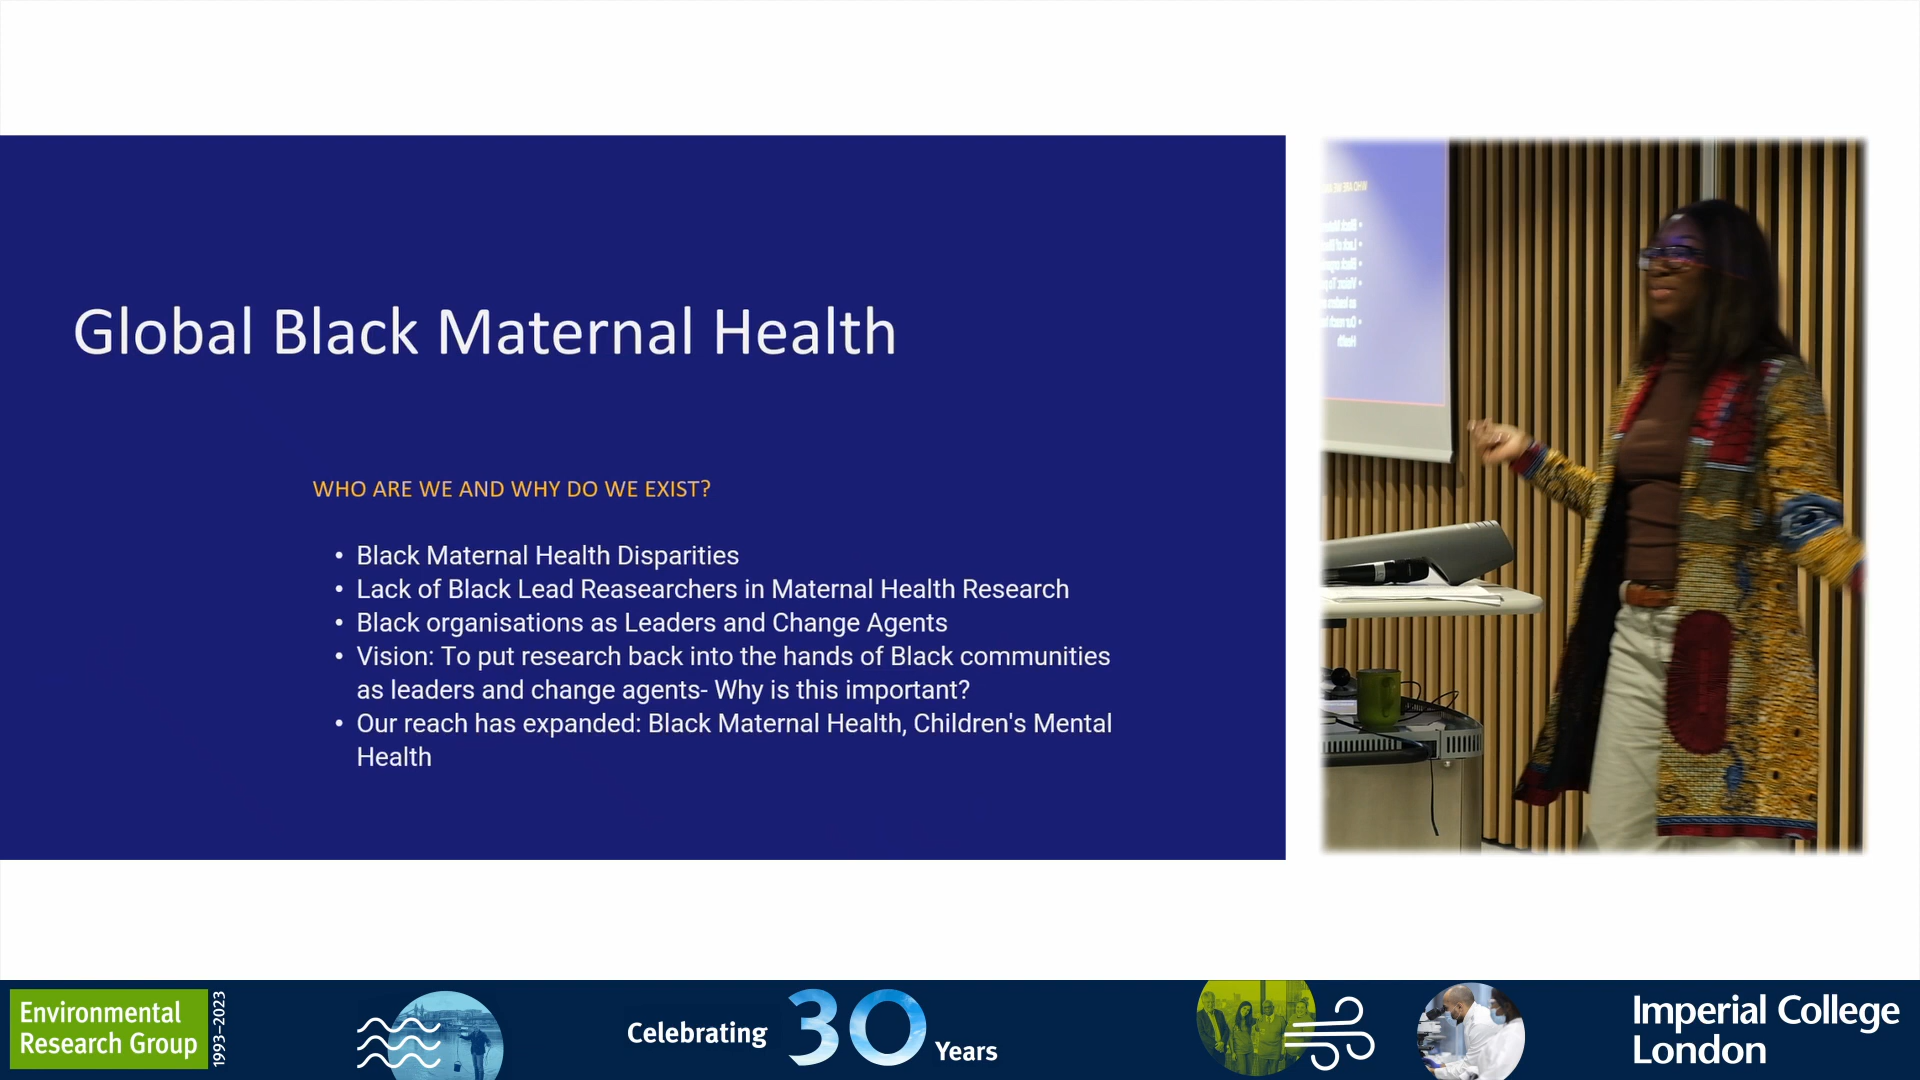 Global Black Maternal Health
WHO ARE WE AND WHY DO WE EXIST?
• Black Maternal Health Disparities
• Lack of Black Lead Reasearchers in Maternal Health Research
• Black organisations as Leaders and Change Agents
• Vision: To put research back into the hands of Black communities
as leaders and change agents- Why is this important?
• Our reach has expanded: Black Maternal Health, Children's Mental
Health
Environmental
Research Group
1993–2023
Celebrating 30 Years
Imperial College
London